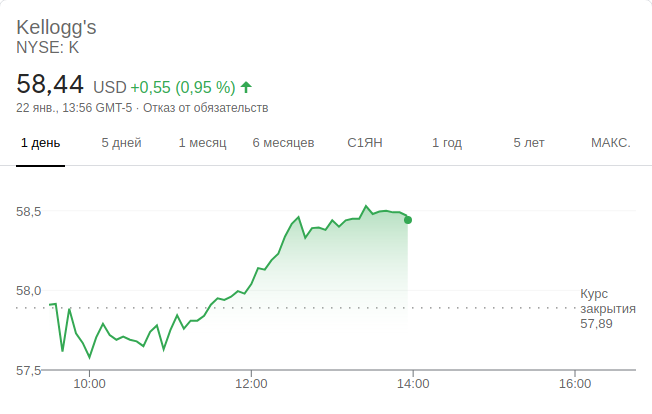 Kellogg's
NYSE: K
58,44 USD +0,55 (0,95 %)
22 янв., 13:56 GMT-5 · Отказ от обязательств
1 день 5 дней 1 месяц 6 месяцев С1ЯН 1 год 5 лет МАКС.
58,5
58,0
Курс
закрытия
57,89
57,5
10:00 12:00 14:00 16:00